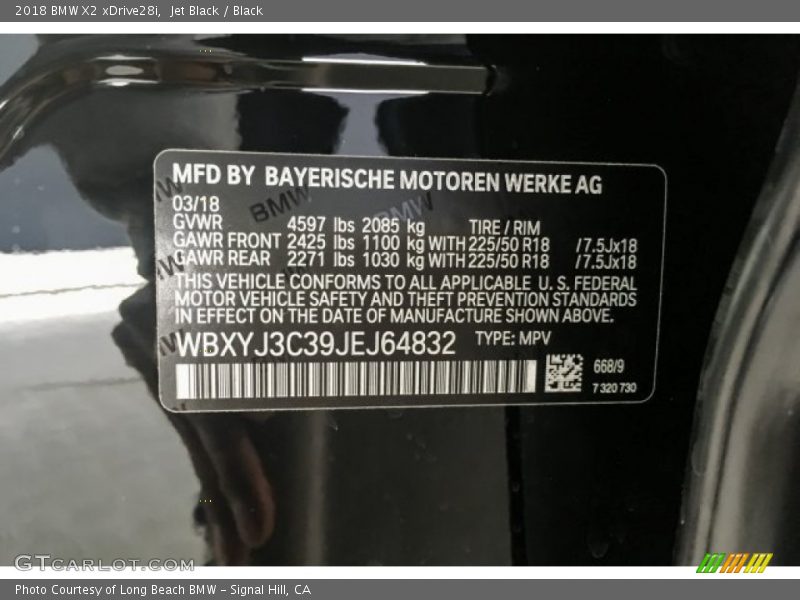 2018 BMW X2 xDrive28i,  Jet Black / Black
MFD BY BAYERISCHE MOTOREN WERKE AG
03/18
GVWR 4597 lbs 2085 kg TIRE / RIM
GAWR FRONT 2425 lbs 1100 kg WITH 225/50 R18 /7.5Jx18
GAWR REAR 2271 lbs 1030 kg WITH 225/50 R18 /7.5Jx18
THIS VEHICLE CONFORMS TO ALL APPLICABLE U. S. FEDERAL
MOTOR VEHICLE SAFETY AND THEFT PREVENTION STANDARDS
IN EFFECT ON THE DATE OF MANUFACTURE SHOWN ABOVE.
WBXYJ3C39JEJ64832 TYPE: MPV
668/9
7 320 730
BMW BMW
GTCARLOT.COM
Photo Courtesy of Long Beach BMW – Signal Hill, CA